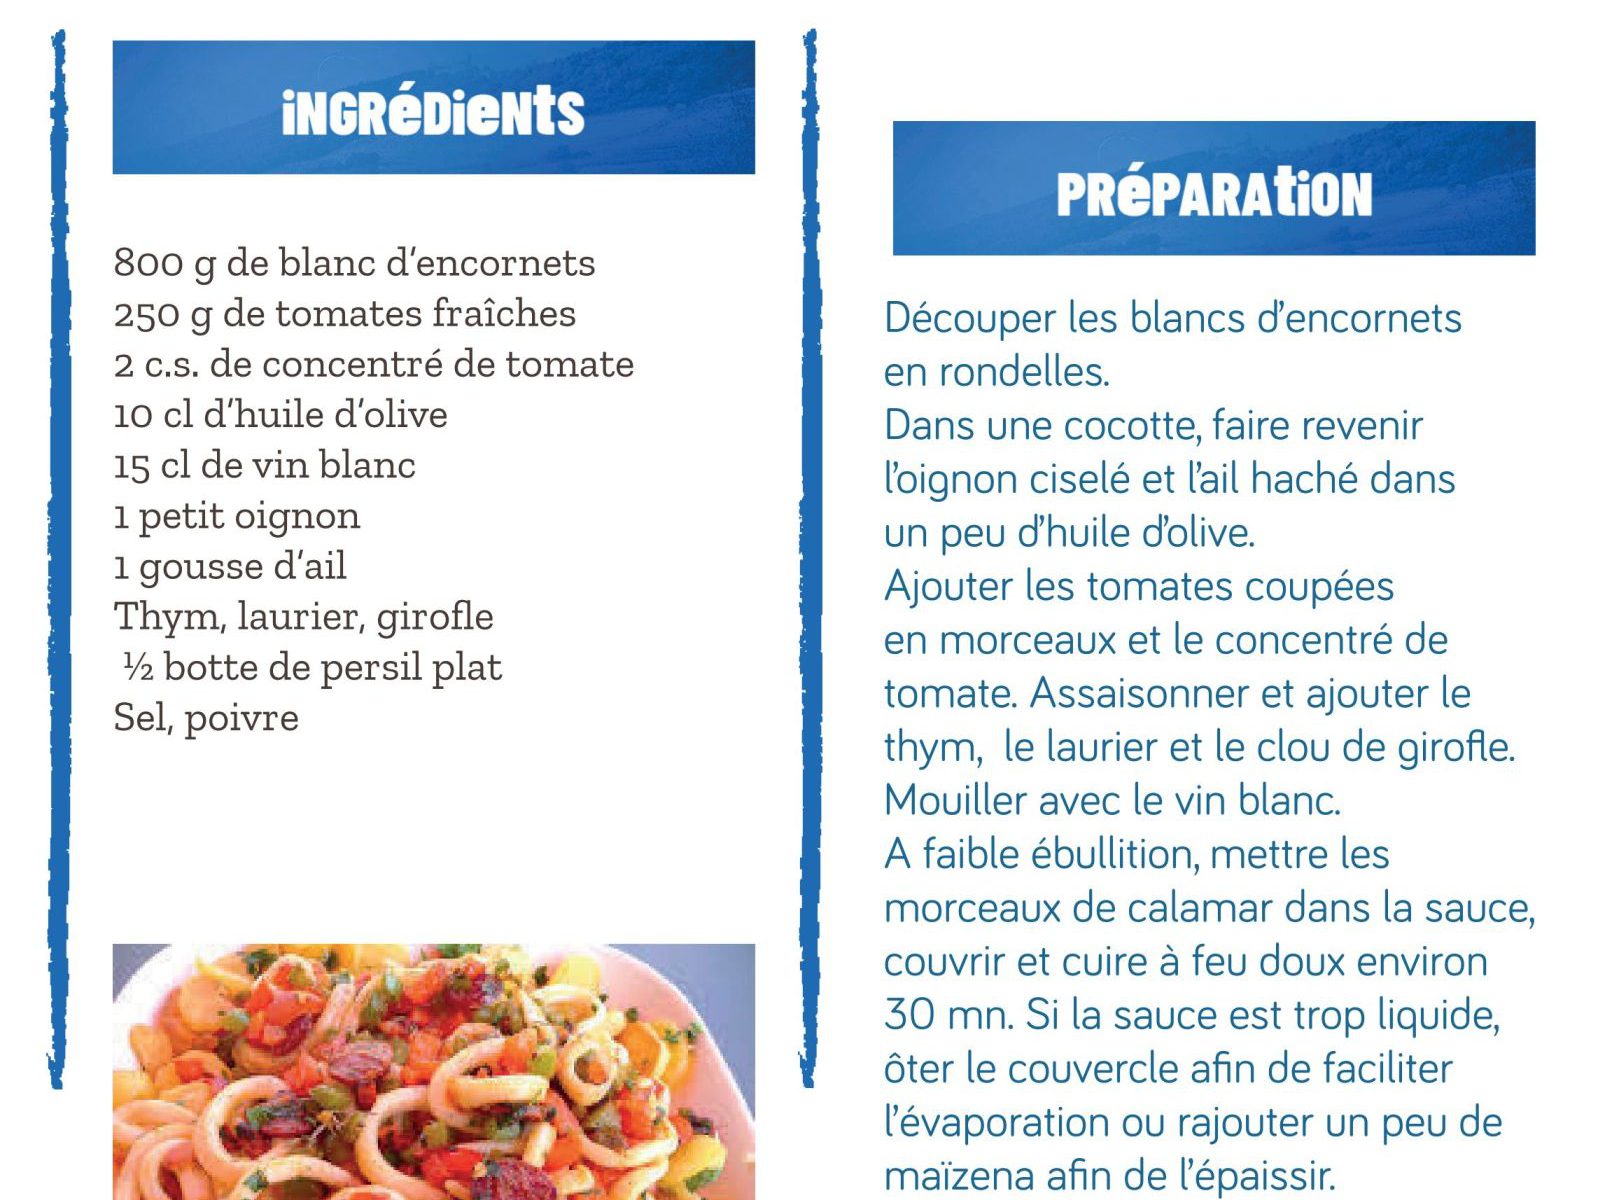 iNGRéDieNtS
800 g de blanc d’encornets
250 g de tomates fraîches
2 c.s. de concentré de tomate
10 cl d’huile d’olive
15 cl de vin blanc
1 petit oignon
1 gousse d’ail
Thym, laurier, girofle
½ botte de persil plat
Sel, poivre
PRéPARAtiON
Découper les blancs d’encornets
en rondelles.
Dans une cocotte, faire revenir
l’oignon ciselé et l’ail haché dans
un peu d’huile d’olive.
Ajouter les tomates coupées
en morceaux et le concentré de
tomate. Assaisonner et ajouter le
thym,  le laurier et le clou de girofle.
Mouiller avec le vin blanc.
A faible ébullition, mettre les
morceaux de calamar dans la sauce,
couvrir et cuire à feu doux environ
30 mn. Si la sauce est trop liquide,
ôter le couvercle afin de faciliter
l’évaporation ou rajouter un peu de
maïzena afin de l’épaissir.